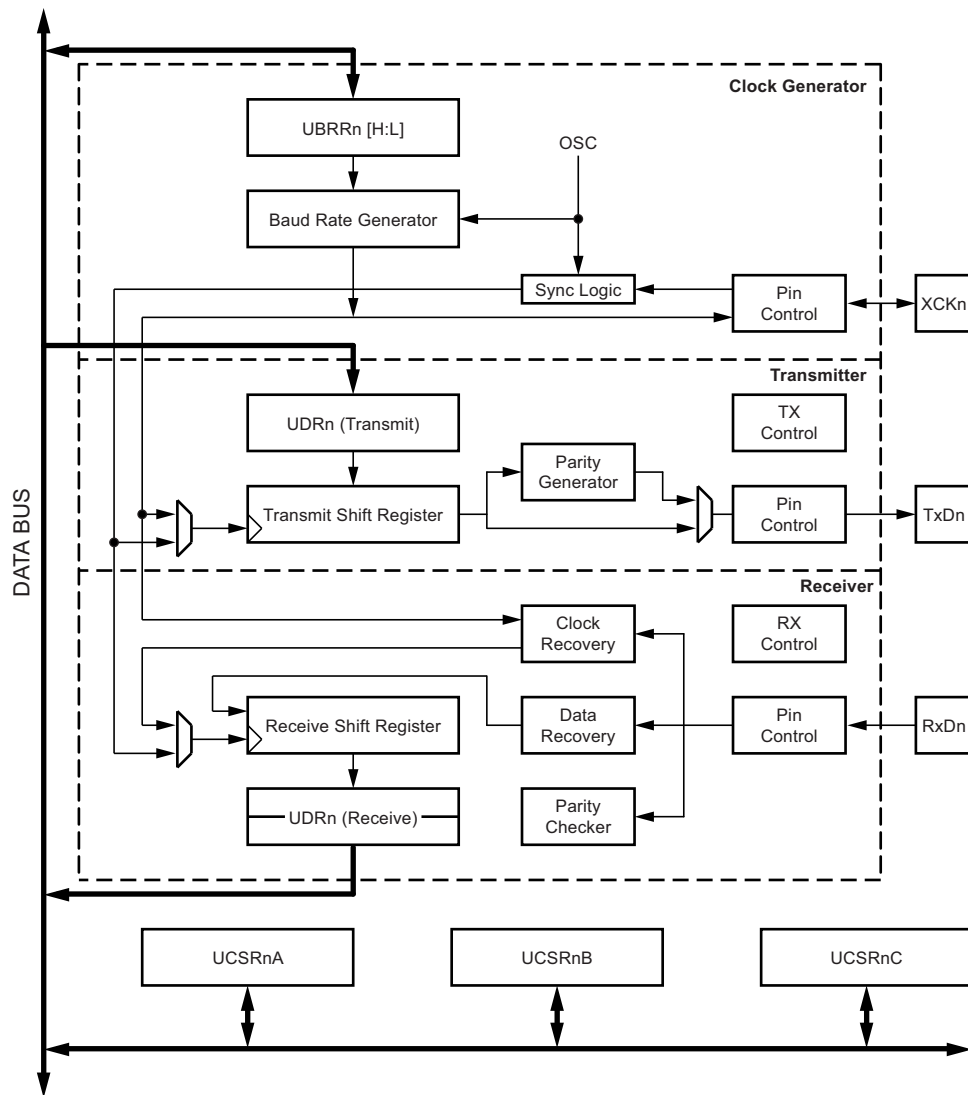 Clock Generator
UBRRn [H:L]
OSC
Baud Rate Generator
Sync Logic
Pin
Control
XCKn
Transmitter
UDRn (Transmit)
TX
Control
Parity
Generator
Transmit Shift Register
Pin
Control
TxDn
DATA BUS
Receiver
Clock
Recovery
RX
Control
Receive Shift Register
Data
Recovery
Pin
Control
RxDn
UDRn (Receive)
Parity
Checker
UCSRnA
UCSRnB
UCSRnC